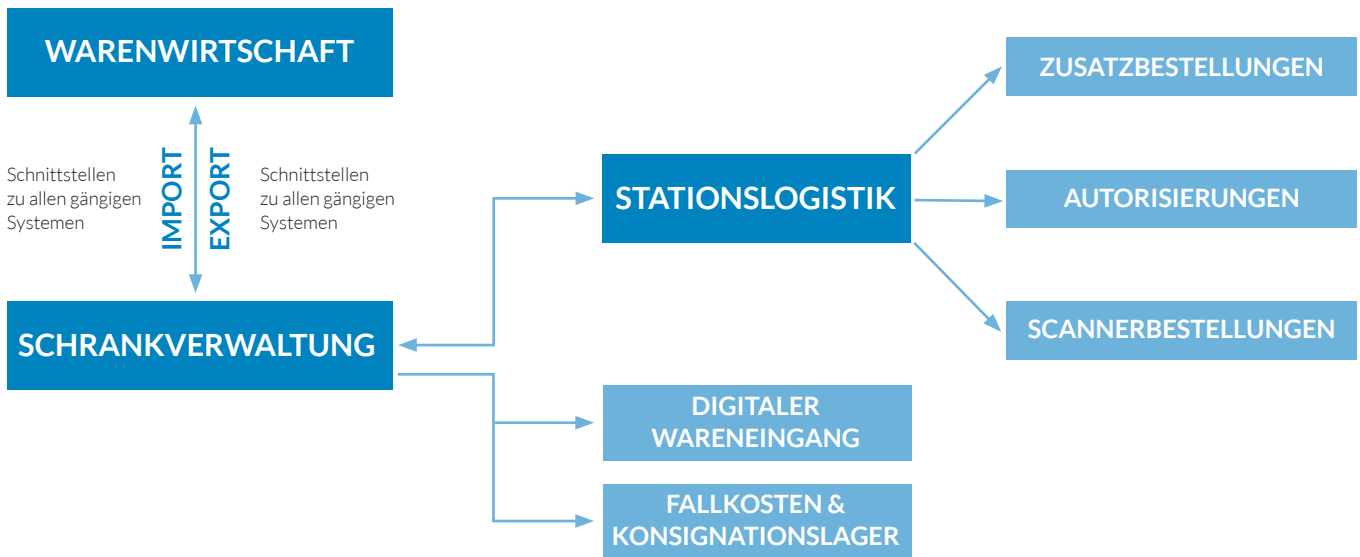 WARENWIRTSCHAFT
Schnittstellen
zu allen gängigen
Systemen
IMPORT
EXPORT
Schnittstellen
zu allen gängigen
Systemen
SCHRANKVERWALTUNG
STATIONSLOGISTIK
ZUSATZBESTELLUNGEN
AUTORISIERUNGEN
SCANNERBESTELLUNGEN
DIGITALER
WARENEINGANG
FALLKOSTEN &
KONSIGNATIONSLAGER